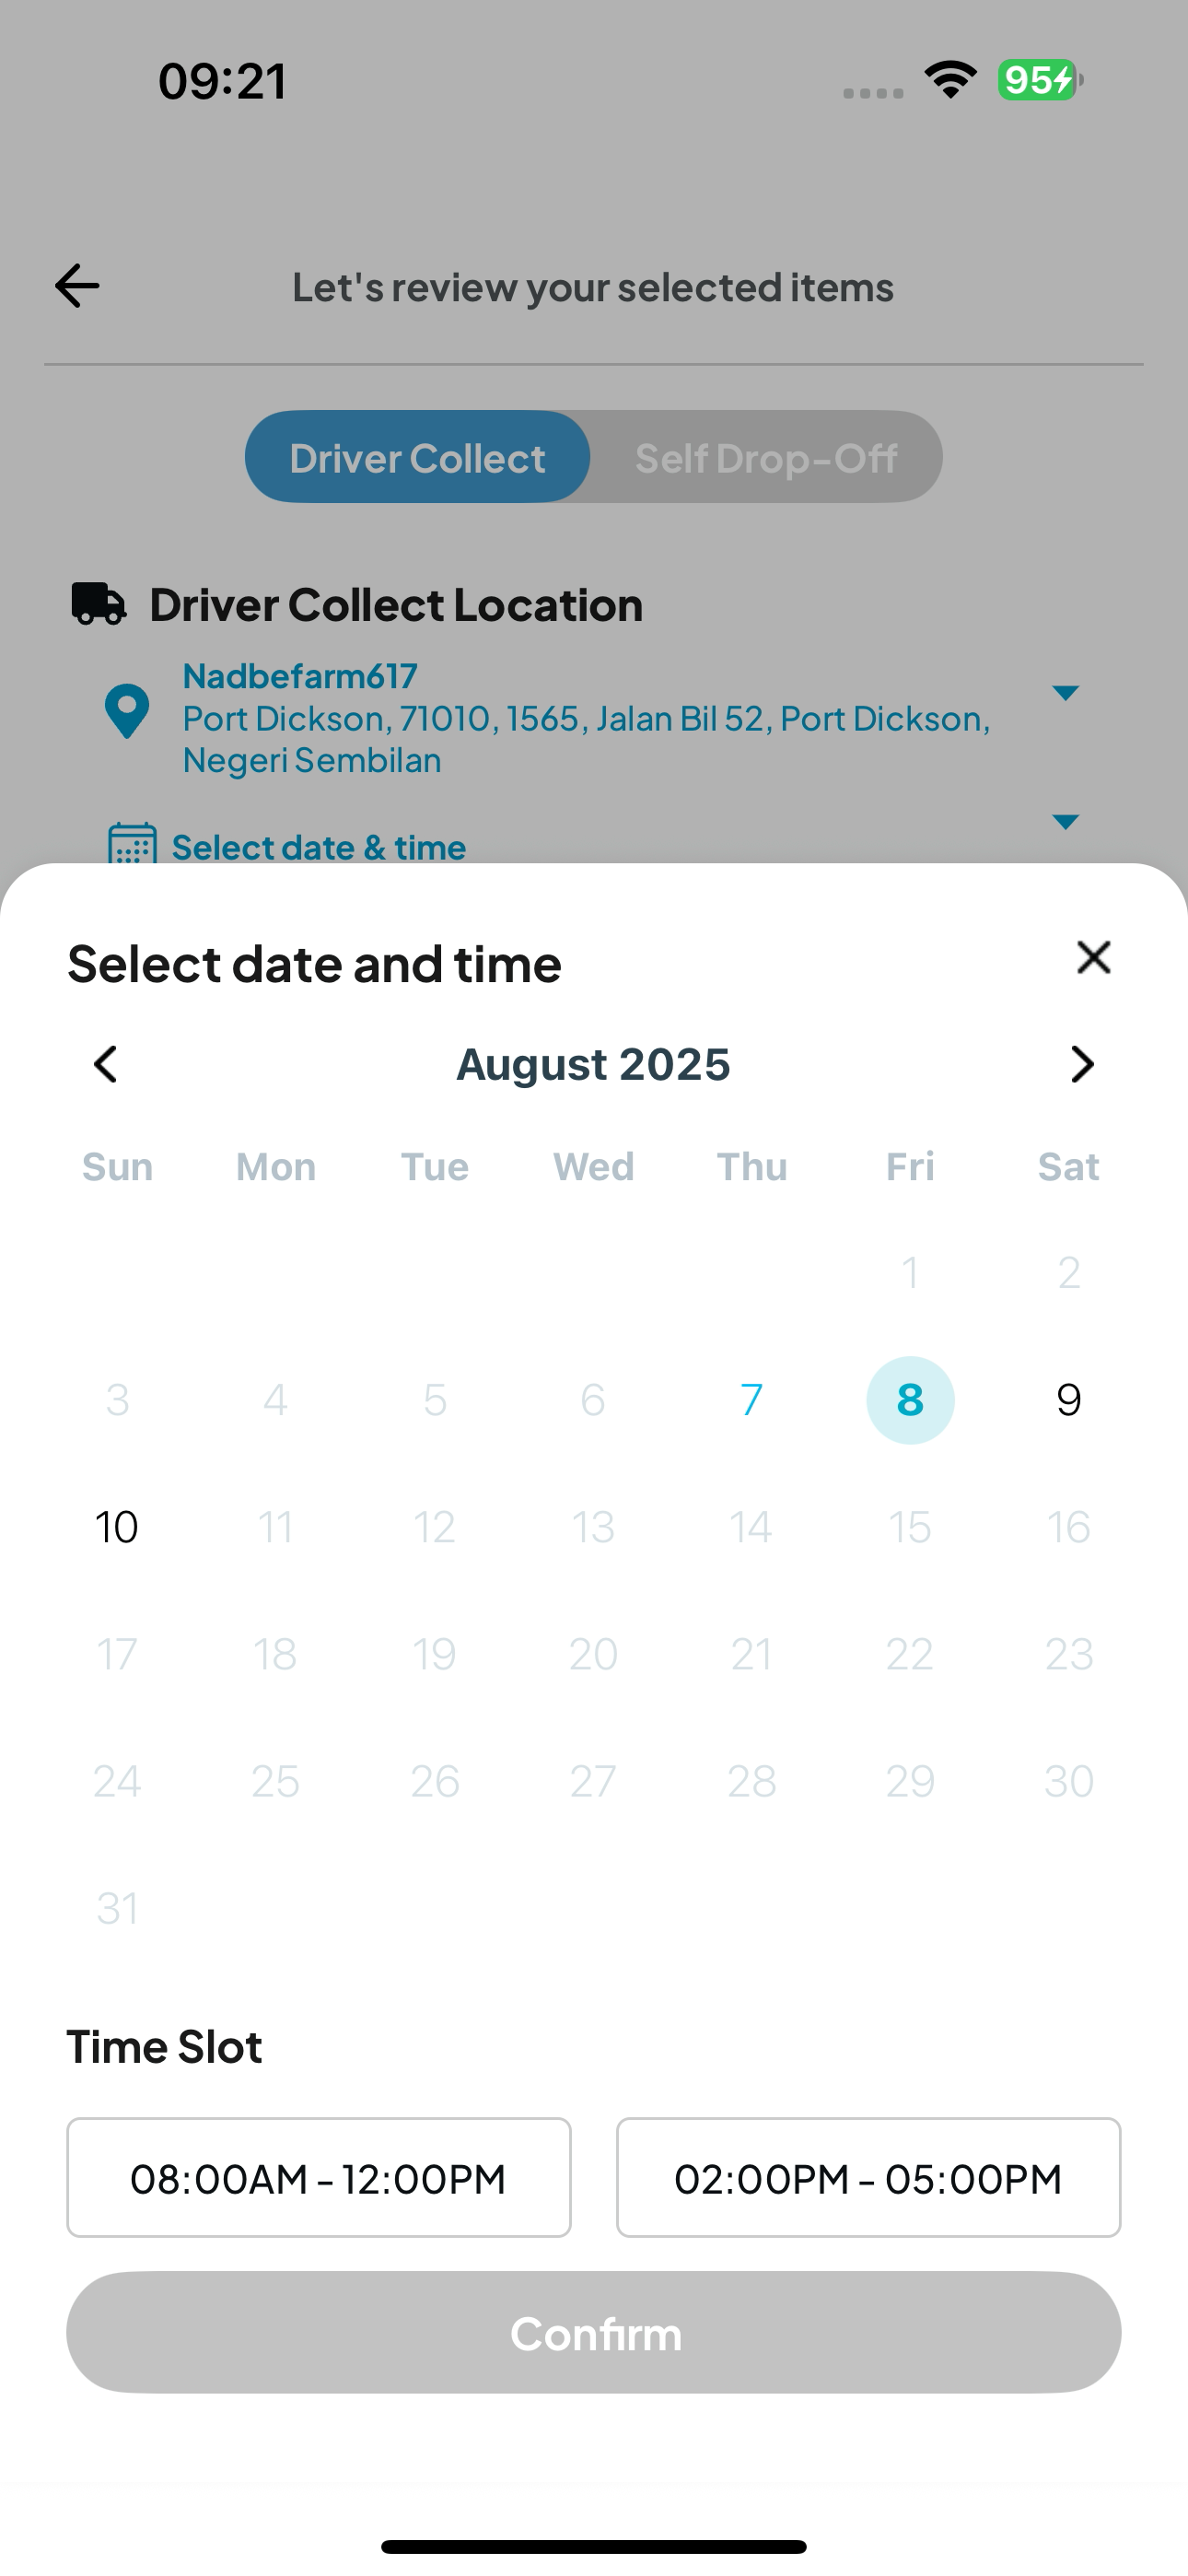 09:21
95
Let's review your selected items
Driver Collect
Self Drop-Off
Driver Collect Location
Nadbefarm617
Port Dickson, 71010, 1565, Jalan Bil 52, Port Dickson,
Negeri Sembilan
Select date & time
Select date and time
August 2025
Sun Mon Tue Wed Thu Fri Sat
1 2
3 4 5 6 7 8 9
10 11 12 13 14 15 16
17 18 19 20 21 22 23
24 25 26 27 28 29 30
31
Time Slot
08:00AM - 12:00PM
02:00PM - 05:00PM
Confirm